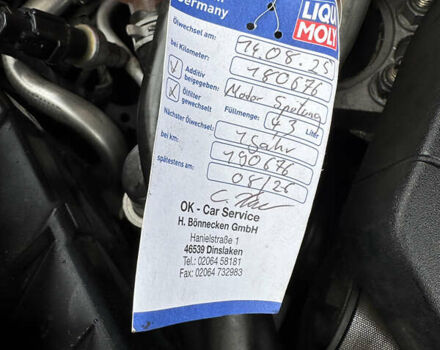 Germany
LIQUI
MOLY
Ölwechsel am: 14.08.25
bei Kilometer: 180676
Additiv beigegeben: Motor Spülung
Ölfilter gewechselt Füllmenge: 4,3 Liter
Nächster Ölwechsel: 1 Jahr
bei km: 190676
spätestens am: 08/26
OK - Car Service
H. Bönnecken GmbH
Hanielstraße 1
46539 Dinslaken
Tel.: 02064 58181
Fax: 02064 732983